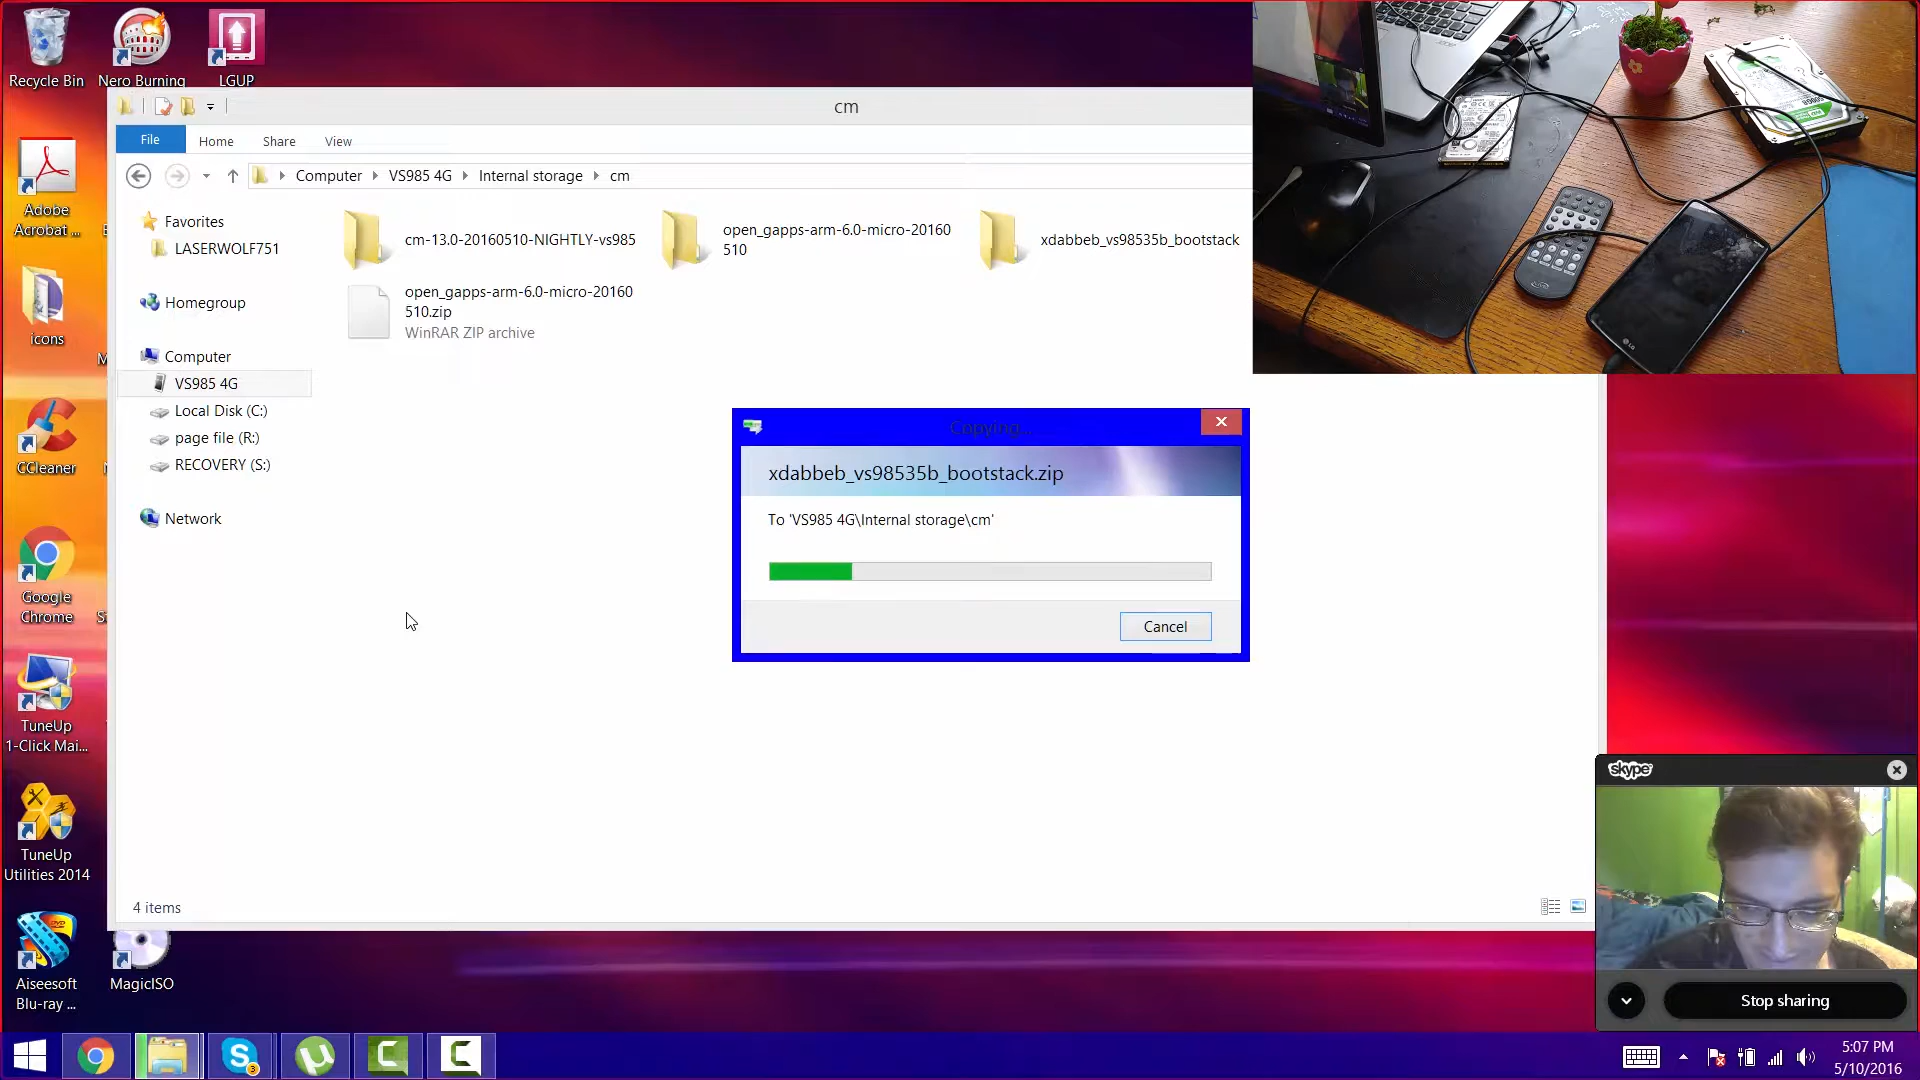 Recycle Bin
Nero Burning
LGUP
cm
File
Home
Share
View
Computer
VS985 4G
Internal storage
cm
Adobe
Acrobat ...
icons
CCleaner
Google
Chrome
TuneUp
1-Click Mai...
TuneUp
Utilities 2014
Aiseesoft
Blu-ray ...
MagicISO
Favorites
LASERWOLF751
Homegroup
Computer
VS985 4G
Local Disk (C:)
page file (R:)
RECOVERY (S:)
Network
cm-13.0-20160510-NIGHTLY-vs985
open_gapps-arm-6.0-micro-20160
510
xdabbeb_vs98535b_bootstack
open_gapps-arm-6.0-micro-20160
510.zip
WinRAR ZIP archive
Copying...
xdabbeb_vs98535b_bootstack.zip
To 'VS985 4G\Internal storage\cm'
Cancel
4 items
LG
skype
Stop sharing
3
5:07 PM
5/10/2016